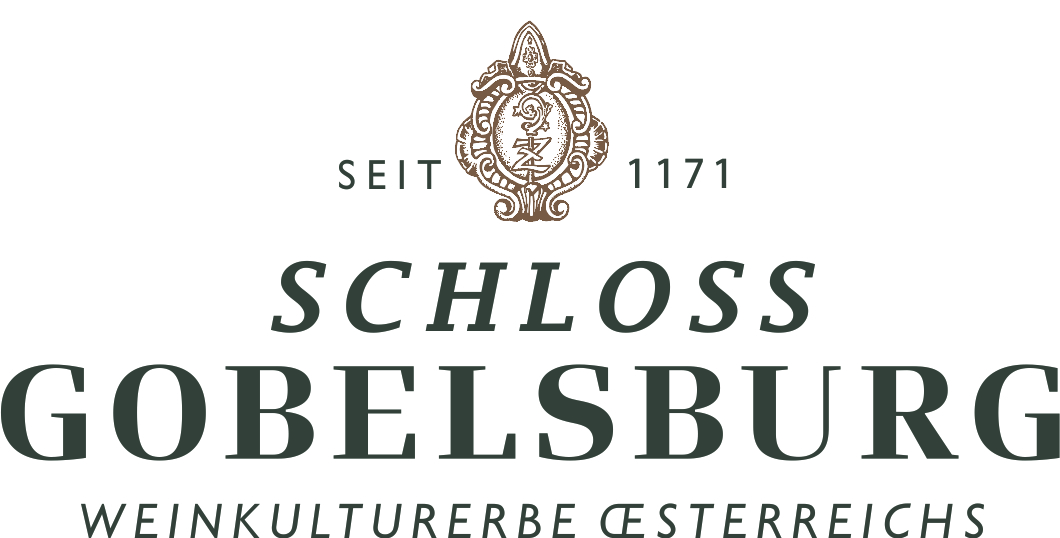 SEIT 1171
SCHLOSS
GOBELSBURG
WEINKULTURERBE ŒSTERREICHS